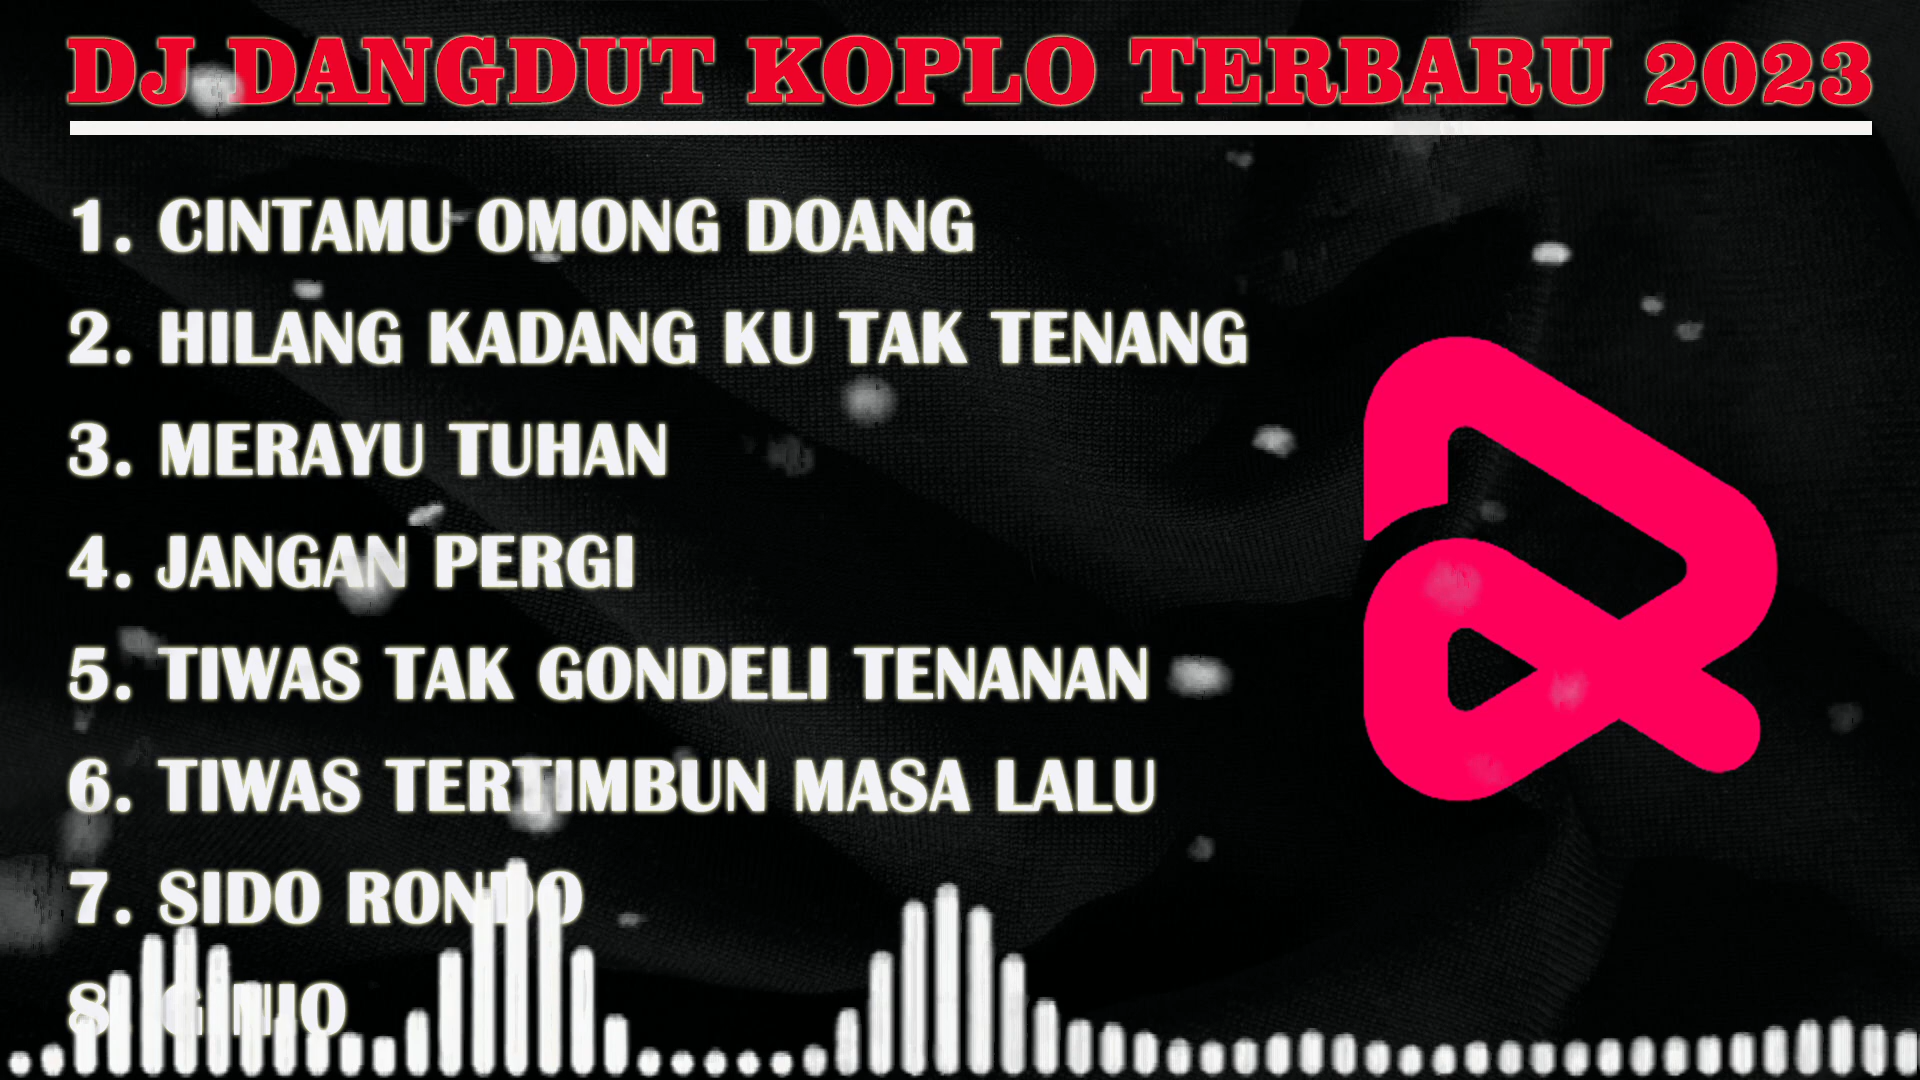 DJ DANGDUT KOPLO TERBARU 2023
1. CINTAMU OMONG DOANG
2. HILANG KADANG KU TAK TENANG
3. MERAYU TUHAN
4. JANGAN PERGI
5. TIWAS TAK GONDELI TENANAN
6. TIWAS TERTIMBUN MASA LALU
7. SIDO RONDO
8.